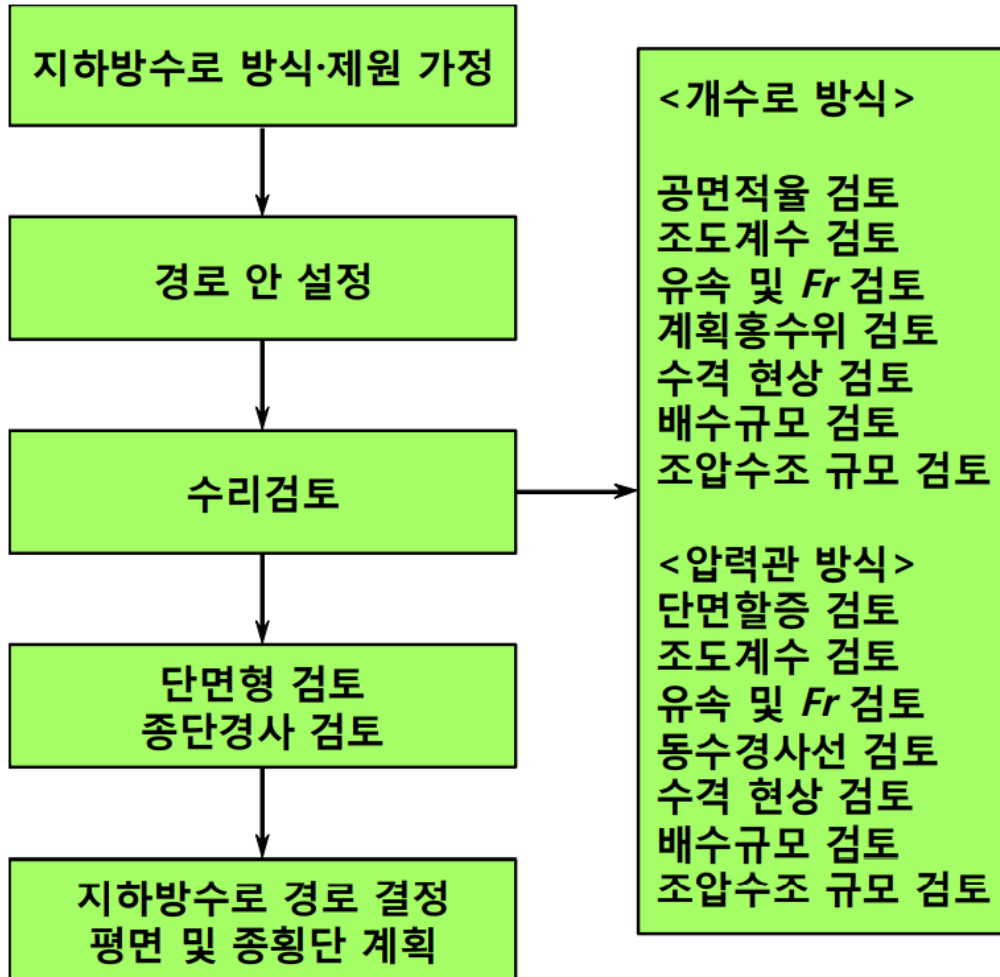 지하방수로 방식·제원 가정
경로 안 설정
수리검토
단면형 검토
종단경사 검토
지하방수로 경로 결정
평면 및 종횡단 계획
<개수로 방식>
공면적율 검토
조도계수 검토
유속 및 Fr 검토
계획홍수위 검토
수격 현상 검토
배수규모 검토
조압수조 규모 검토
<압력관 방식>
단면할증 검토
조도계수 검토
유속 및 Fr 검토
동수경사선 검토
수격 현상 검토
배수규모 검토
조압수조 규모 검토